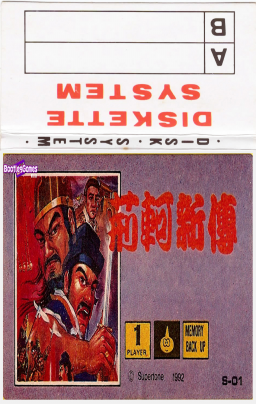 DISK • SYSTEM
DISKETTE
SYSTEM
A
B
BootlegGames
荊軻新傳
1
PLAYER
MEMORY
BACK UP
© Supertone 1992
S-01